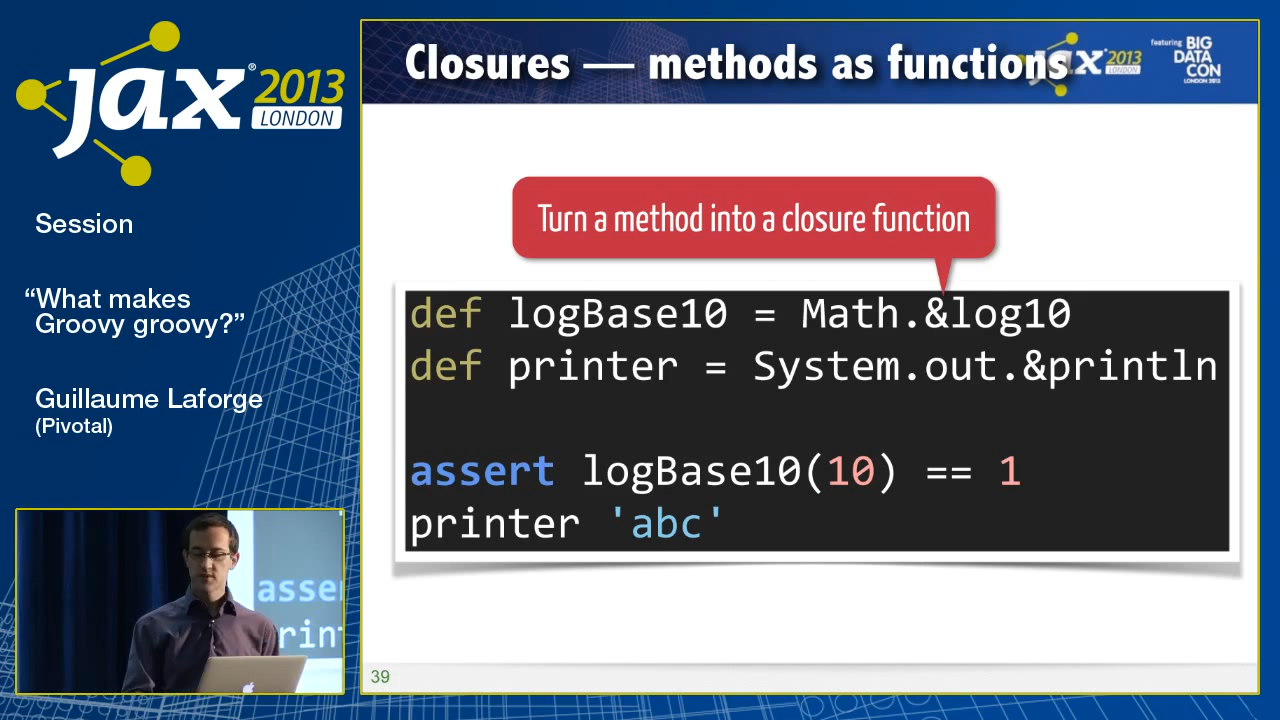 jax® 2013
LONDON
Session
“What makes
Groovy groovy?”
Guillaume Laforge
(Pivotal)
Closures — methods as functions
jax 2013
LONDON
featuring BIG
DATA
CON
LONDON 2013
Turn a method into a closure function
def logBase10 = Math.&log10
def printer = System.out.&println
assert logBase10(10) == 1
printer 'abc'
39
asse
rin